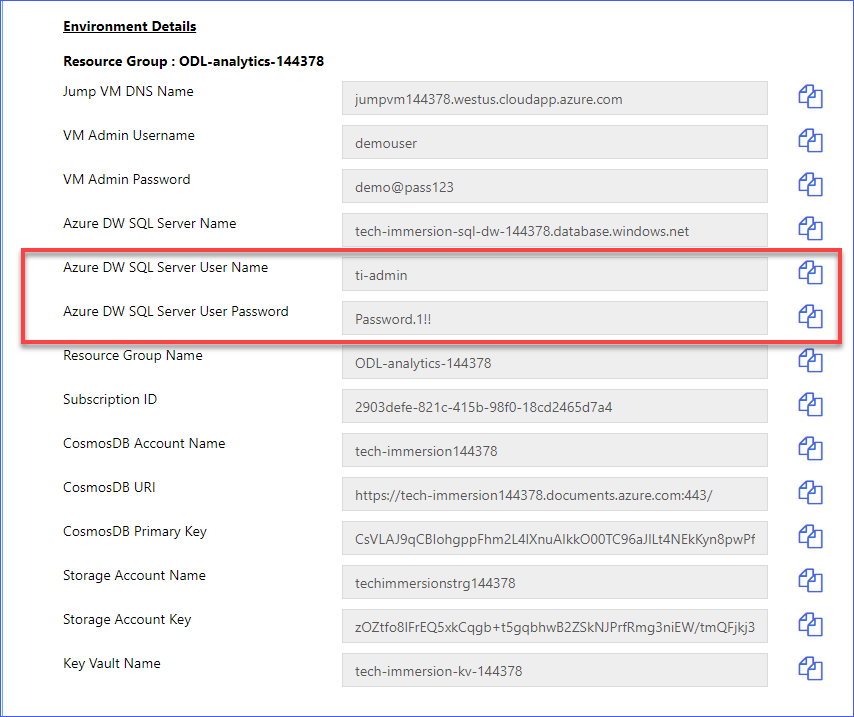 Environment Details
Resource Group : ODL-analytics-144378
Jump VM DNS Name jumpvm144378.westus.cloudapp.azure.com
VM Admin Username demouser
VM Admin Password demo@pass123
Azure DW SQL Server Name tech-immersion-sql-dw-144378.database.windows.net
Azure DW SQL Server User Name ti-admin
Azure DW SQL Server User Password Password.1!!
Resource Group Name ODL-analytics-144378
Subscription ID 2903defe-821c-415b-98f0-18cd2465d7a4
CosmosDB Account Name tech-immersion144378
CosmosDB URI https://tech-immersion144378.documents.azure.com:443/
CosmosDB Primary Key CsVLAJ9qCBIohgppFhm2L4lXnuAIkkO00TC96aJlLt4NEkKyn8pwPf
Storage Account Name techimmersionstrg144378
Storage Account Key zOZtfo8lFrEQ5xkCqgb+t5gqbhwB2ZSkNJPrfRmg3niEW/tmQFjkj3
Key Vault Name tech-immersion-kv-144378